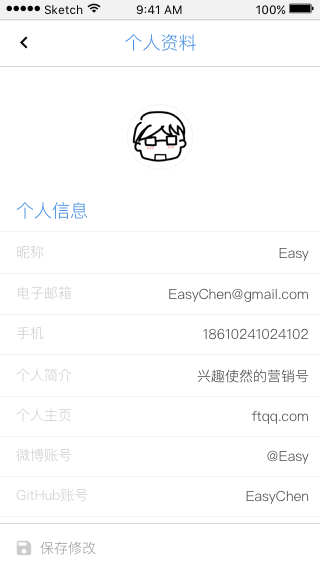 Sketch 9:41 AM 100%
个人资料
个人信息
昵称 Easy
电子邮箱 EasyChen@gmail.com
手机 18610241024102
个人简介 兴趣使然的营销号
个人主页 ftqq.com
微博账号 @Easy
GitHub账号 EasyChen
保存修改